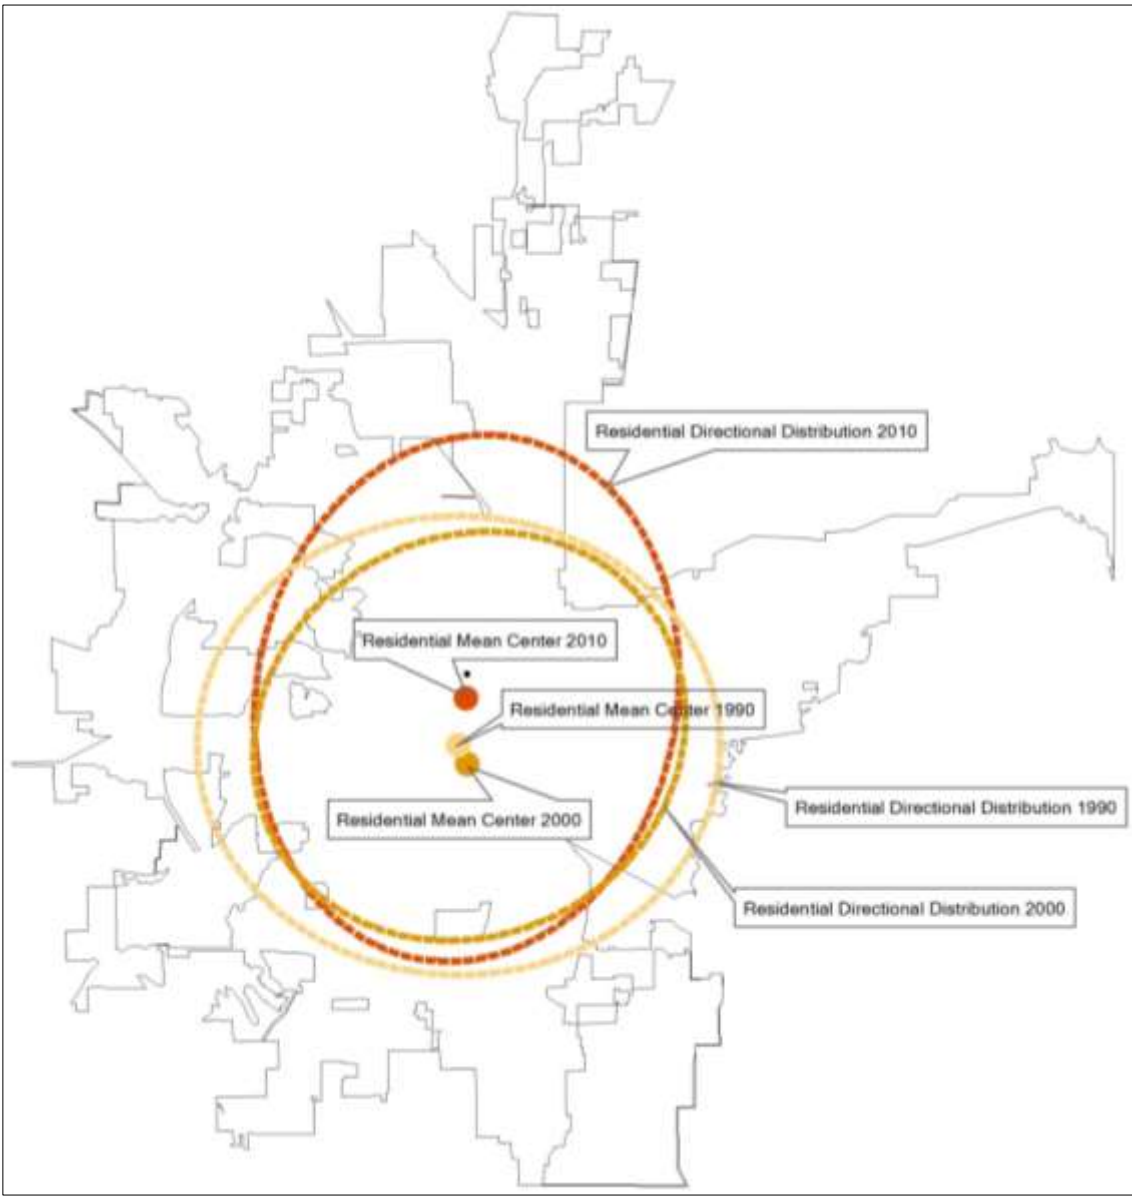 Residential Directional Distribution 2010
Residential Mean Center 2010
Residential Mean Center 1990
Residential Directional Distribution 1990
Residential Mean Center 2000
Residential Directional Distribution 2000